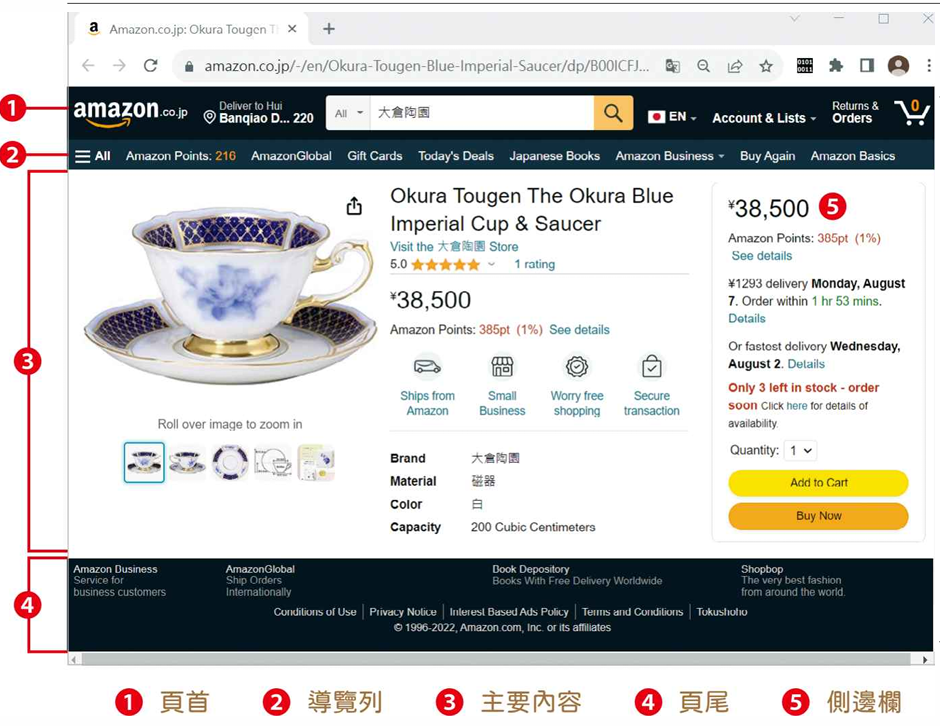 Amazon.co.jp: Okura Tougen T
amazon.co.jp/-/en/Okura-Tougen-Blue-Imperial-Saucer/dp/B00ICFJ...
1
amazon.co.jp
Deliver to Hui
Banqiao D... 220
All
大倉陶園
EN
Account & Lists
Returns &
Orders
0
2
All
Amazon Points: 216
AmazonGlobal
Gift Cards
Today's Deals
Japanese Books
Amazon Business
Buy Again
Amazon Basics
3
Okura Tougen The Okura Blue
Imperial Cup & Saucer
Visit the 大倉陶園 Store
5.0
1 rating
¥38,500
Amazon Points: 385pt (1%) See details
Ships from
Amazon
Small
Business
Worry free
shopping
Secure
transaction
Roll over image to zoom in
Brand 大倉陶園
Material 磁器
Color 白
Capacity 200 Cubic Centimeters
¥38,500
5
Amazon Points: 385pt (1%)
See details
¥1293 delivery Monday, August
7. Order within 1 hr 53 mins.
Details
Or fastest delivery Wednesday,
August 2. Details
Only 3 left in stock - order
soon Click here for details of
availability.
Quantity: 1
Add to Cart
Buy Now
4
Amazon Business
Service for
business customers
AmazonGlobal
Ship Orders
Internationally
Book Depository
Books With Free Delivery Worldwide
Shopbop
The very best fashion
from around the world.
Conditions of Use | Privacy Notice | Interest Based Ads Policy | Terms and Conditions | Tokushoho
© 1996-2022, Amazon.com, Inc. or its affiliates
1 頁首 2 導覽列 3 主要內容 4 頁尾 5 側邊欄